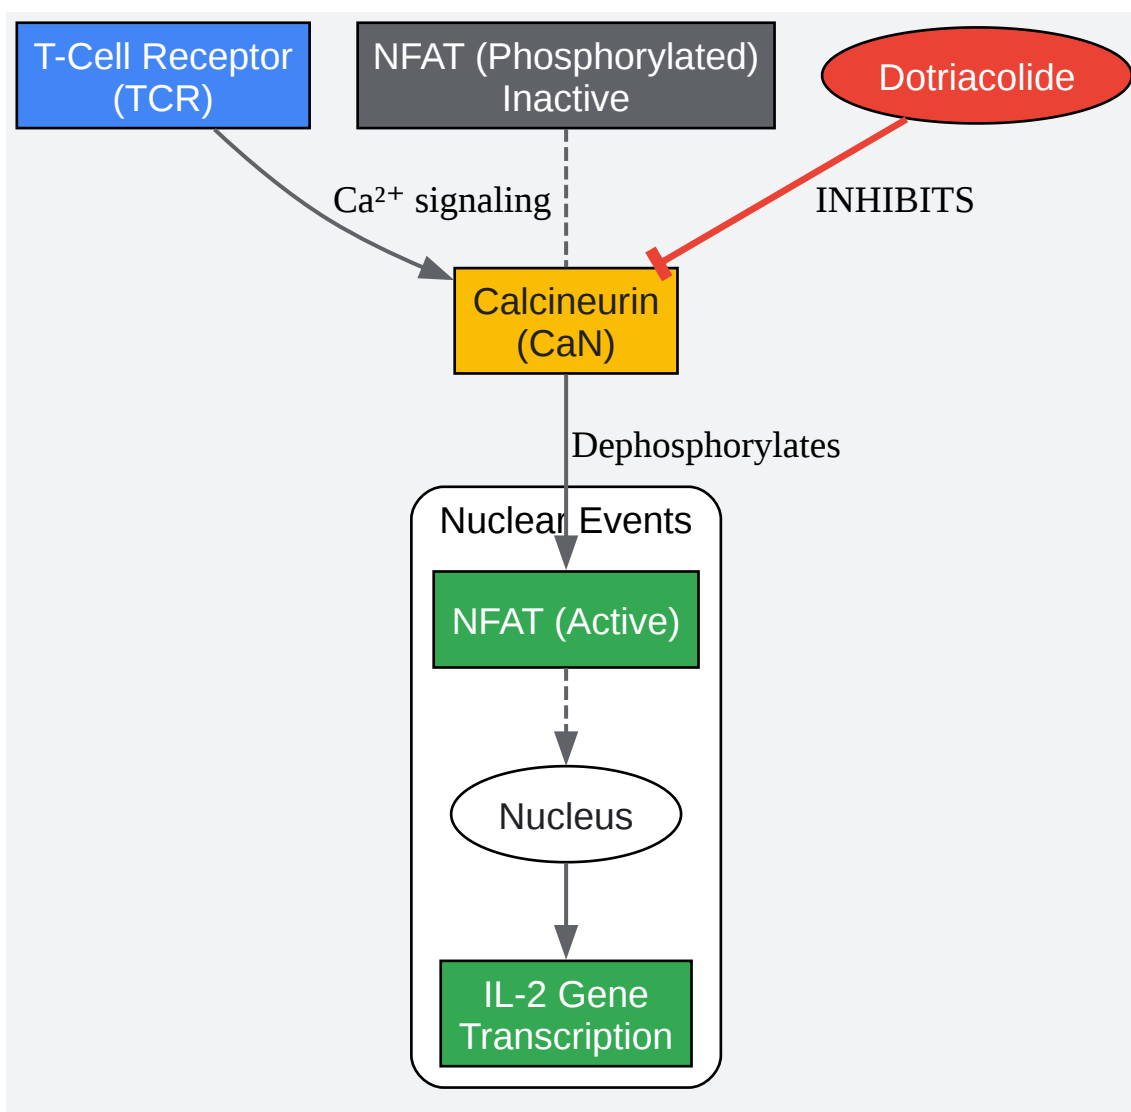 T-Cell Receptor
(TCR)
NFAT (Phosphorylated)
Inactive
Dotriacolide
Ca²⁺ signaling
INHIBITS
Calcineurin
(CaN)
Dephosphorylates
Nuclear Events
NFAT (Active)
Nucleus
IL-2 Gene
Transcription